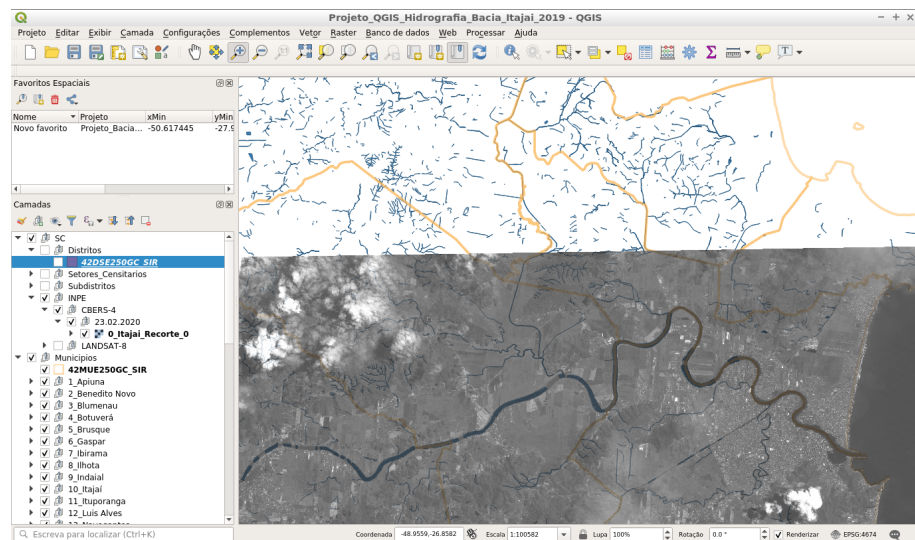 Projeto_QGIS_Hidrografia_Bacia_Itajai_2019 - QGIS
Projeto Editar Exibir Camada Configurações Complementos Vetor Raster Banco de dados Web Processar Ajuda
Favoritos Espaciais
Nome Projeto xMin yMin
Novo favorito Projeto_Bacia... -50.617445 -27.9
Camadas
SC
Distritos
42DSE250GC_SIR
Setores_Censitarios
Subdistritos
INPE
CBERS-4
23.02.2020
0_Itajai_Recorte_0
LANDSAT-8
Municipios
42MUE250GC_SIR
1_Apiuna
2_Benedito Novo
3_Blumenau
4_Botuverá
5_Brusque
6_Gaspar
7_Ibirama
8_Ilhota
9_Indaial
10_Itajaí
11_Ituporanga
12_Luis Alves
Escreva para localizar (Ctrl+K)
Coordenada -48.9559,-26.8582 Escala 1:100582 Lupa 100% Rotação 0.0 ° Renderizar EPSG:4674